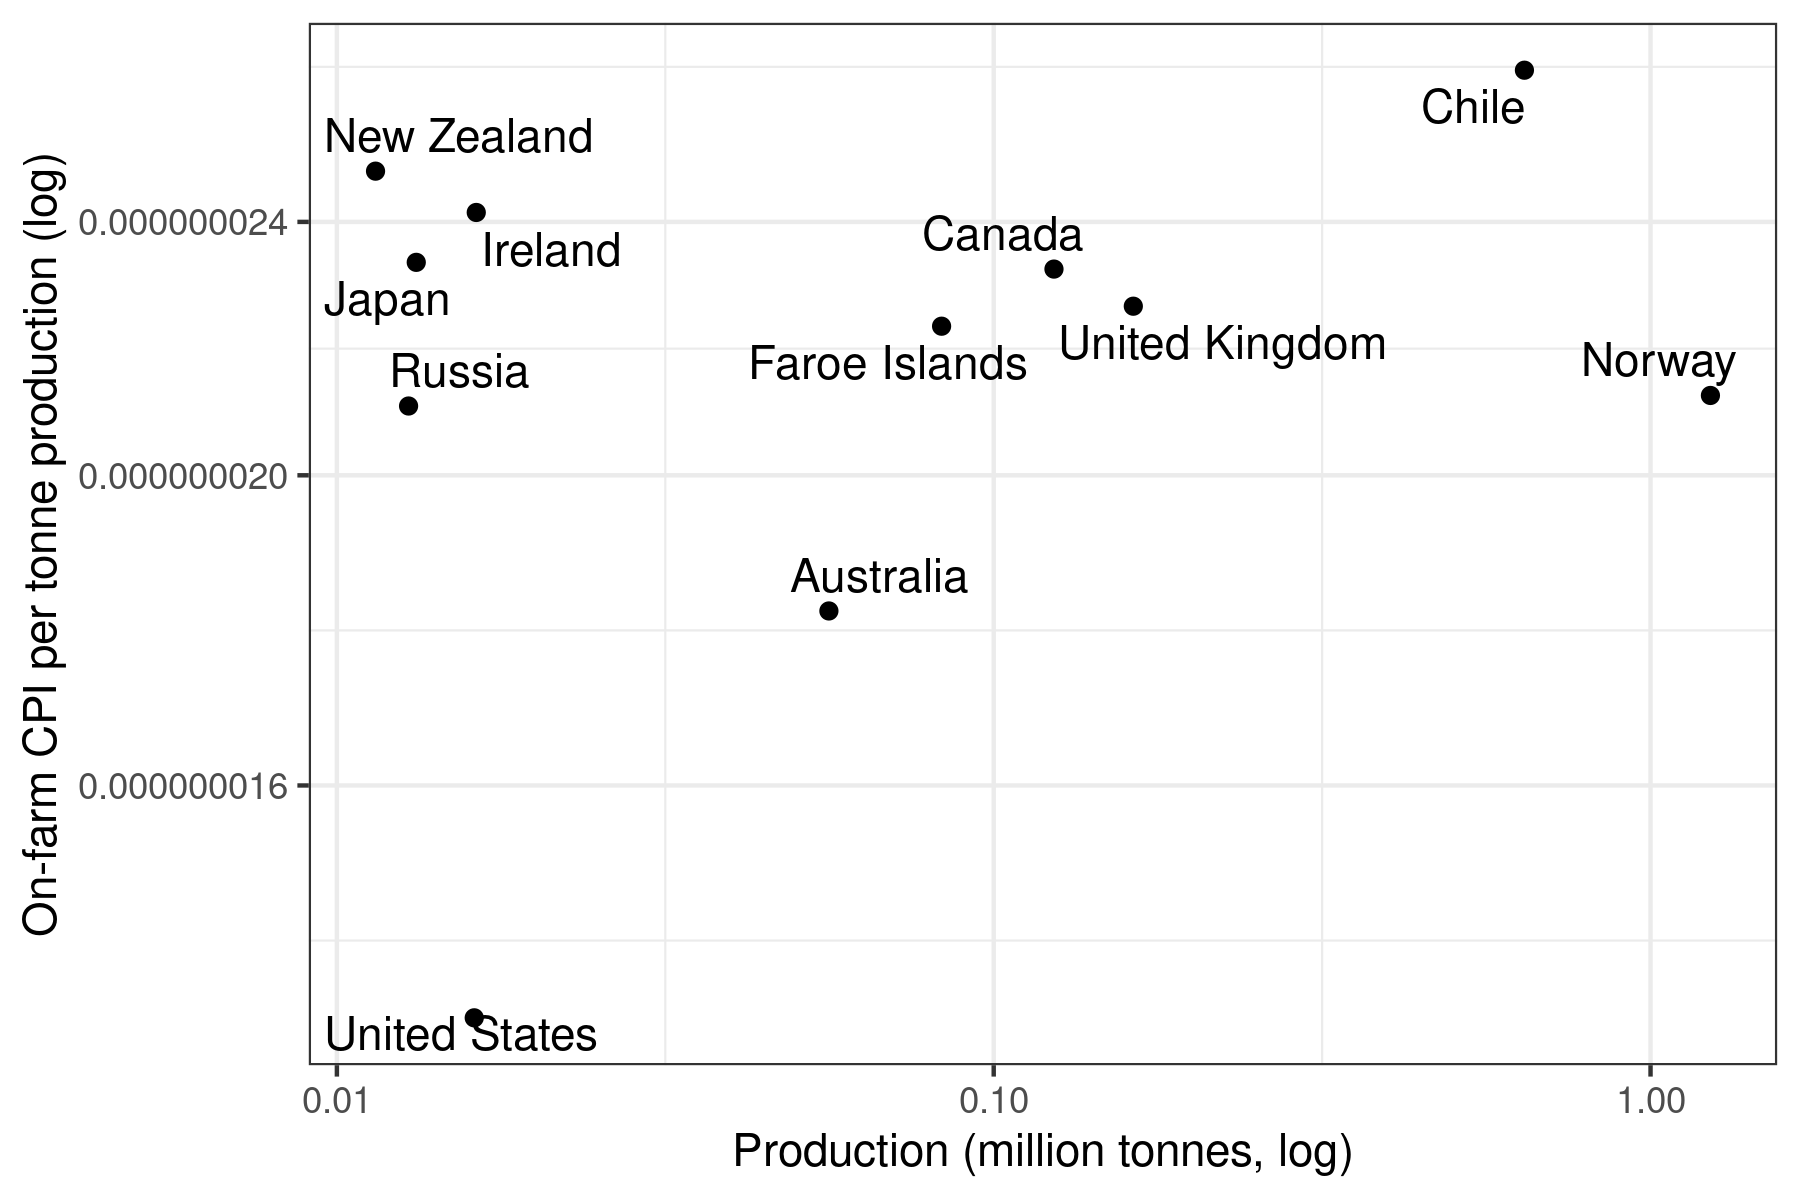 On-farm CPI per tonne production (log)
0.000000024
0.000000020
0.000000016
New Zealand
Ireland
Japan
Russia
Chile
Canada
United Kingdom
Faroe Islands
Norway
Australia
United States
0.01
0.10
1.00
Production (million tonnes, log)